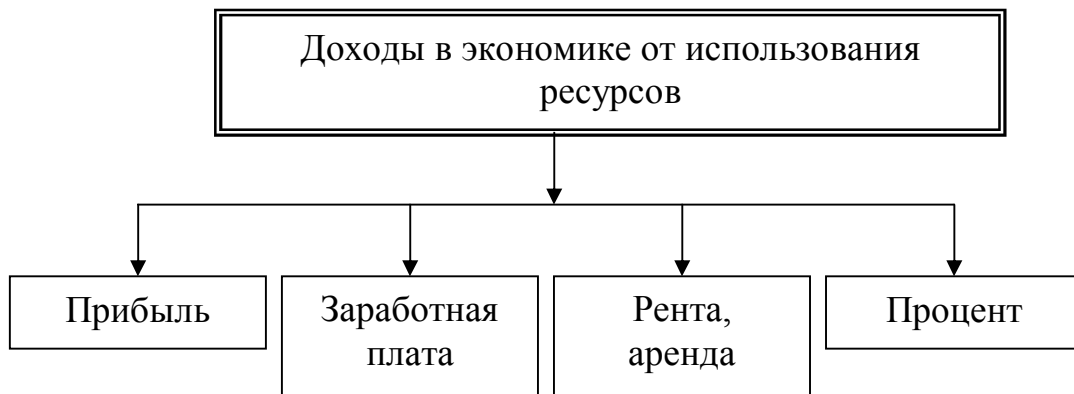 Доходы в экономике от использования
ресурсов
Прибыль
Заработная
плата
Рента,
аренда
Процент